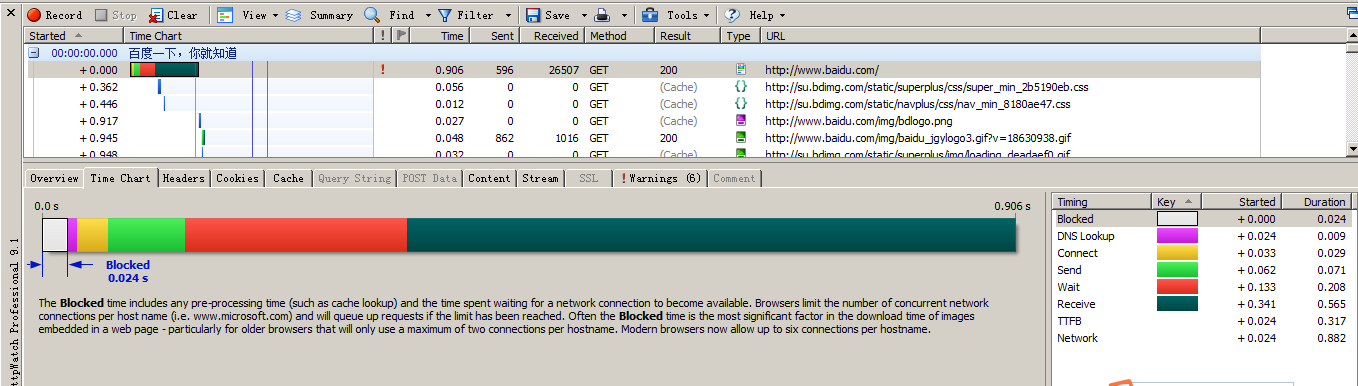 Record Stop Clear View Summary Find Filter Save Tools Help
Started Time Chart ! Time Sent Received Method Result Type URL
00:00:00.000 百度一下，你就知道
+ 0.000 ! 0.906 596 26507 GET 200 http://www.baidu.com/
+ 0.362 0.056 0 0 GET (Cache) {} http://su.bdimg.com/static/superplus/css/super_min_2b5190eb.css
+ 0.446 0.012 0 0 GET (Cache) {} http://su.bdimg.com/static/navplus/css/nav_min_8180ae47.css
+ 0.917 0.027 0 0 GET (Cache) http://www.baidu.com/img/bdlogo.png
+ 0.945 0.048 862 1016 GET 200 http://www.baidu.com/img/baidu_jgylogo3.gif?v=18630938.gif
+ 0.948 0.032 0 0 GET (Cache) http://su.bdimg.com/static/superplus/img/loading_deadaef0.gif
Overview Time Chart Headers Cookies Cache Query String POST Data Content Stream SSL ! Warnings (6) Comment
0.0 s 0.906 s
Blocked
0.024 s
The Blocked time includes any pre-processing time (such as cache lookup) and the time spent waiting for a network connection to become available. Browsers limit the number of concurrent network
connections per host name (i.e. www.microsoft.com) and will queue up requests if the limit has been reached. Often the Blocked time is the most significant factor in the download time of images
embedded in a web page - particularly for older browsers that will only use a maximum of two connections per hostname. Modern browsers now allow up to six connections per hostname.
Timing Key Started Duration
Blocked + 0.000 0.024
DNS Lookup + 0.024 0.009
Connect + 0.033 0.029
Send + 0.062 0.071
Wait + 0.133 0.208
Receive + 0.341 0.565
TTFB + 0.024 0.317
Network + 0.024 0.882
Professional 9.1